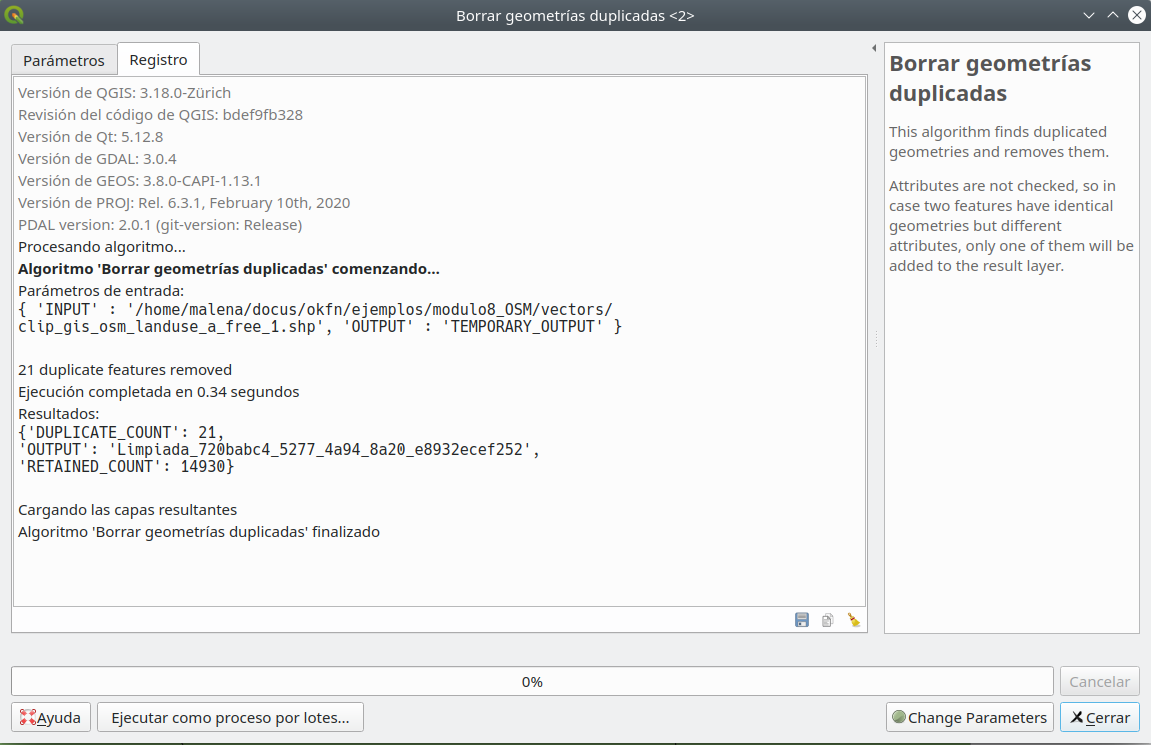 Borrar geometrías duplicadas <2>
Parámetros
Registro
Versión de QGIS: 3.18.0-Zürich
Revisión del código de QGIS: bdef9fb328
Versión de Qt: 5.12.8
Versión de GDAL: 3.0.4
Versión de GEOS: 3.8.0-CAPI-1.13.1
Versión de PROJ: Rel. 6.3.1, February 10th, 2020
PDAL version: 2.0.1 (git-version: Release)
Procesando algoritmo...
Algoritmo 'Borrar geometrías duplicadas' comenzando...
Parámetros de entrada:
{ 'INPUT' : '/home/malena/docus/okfn/ejemplos/modulo8_OSM/vectors/
clip_gis_osm_landuse_a_free_1.shp', 'OUTPUT' : 'TEMPORARY_OUTPUT' }
21 duplicate features removed
Ejecución completada en 0.34 segundos
Resultados:
{'DUPLICATE_COUNT': 21,
'OUTPUT': 'Limpiada_720babc4_5277_4a94_8a20_e8932ecef252',
'RETAINED_COUNT': 14930}
Cargando las capas resultantes
Algoritmo 'Borrar geometrías duplicadas' finalizado
Borrar geometrías
duplicadas
This algorithm finds duplicated
geometries and removes them.
Attributes are not checked, so in
case two features have identical
geometries but different
attributes, only one of them will be
added to the result layer.
0%
Cancelar
Ayuda
Ejecutar como proceso por lotes...
Change Parameters
Cerrar